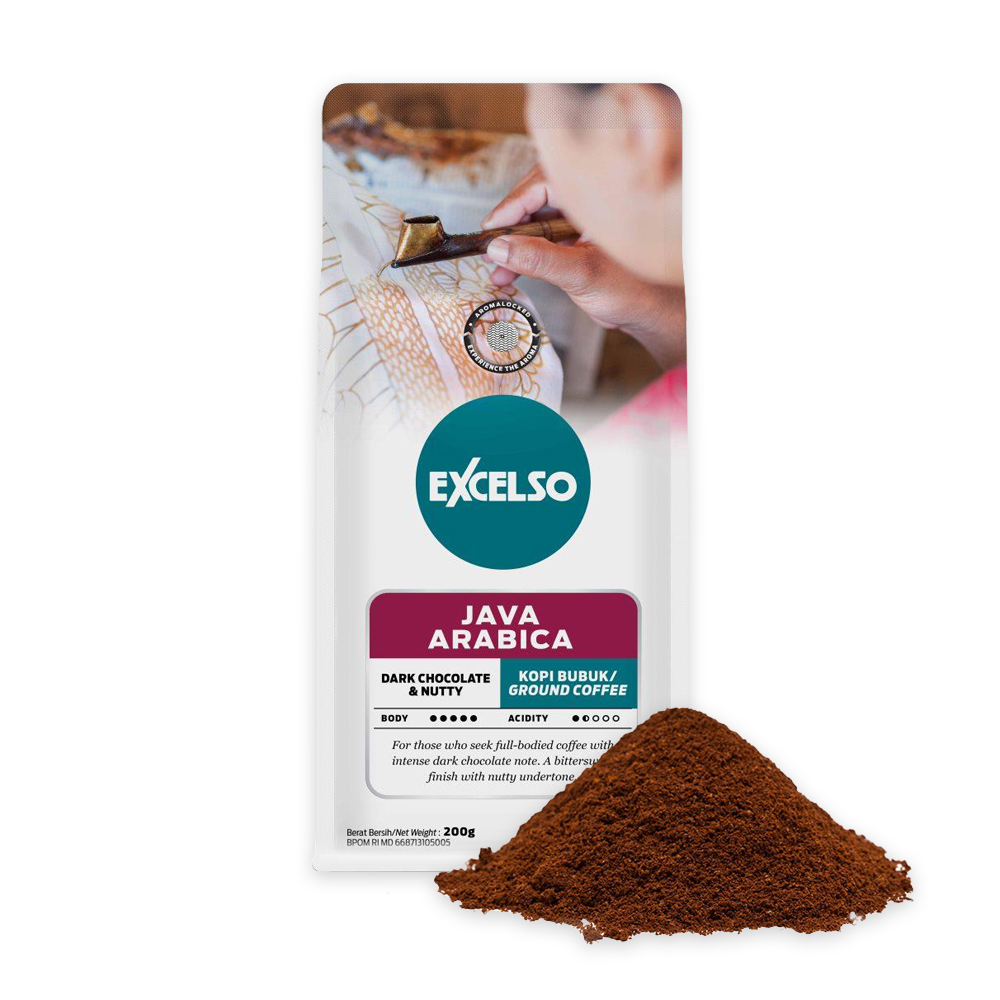 AROMALOCKED
EXPERIENCE THE AROMA
EXCELSO
JAVA
ARABICA
DARK CHOCOLATE
& NUTTY
KOPI BUBUK/
GROUND COFFEE
BODY
ACIDITY
For those who seek full-bodied coffee with
intense dark chocolate note. A
finish with nutty undertone
Berat Bersih/Net Weight : 200g
BPOM RI MD 668713105005